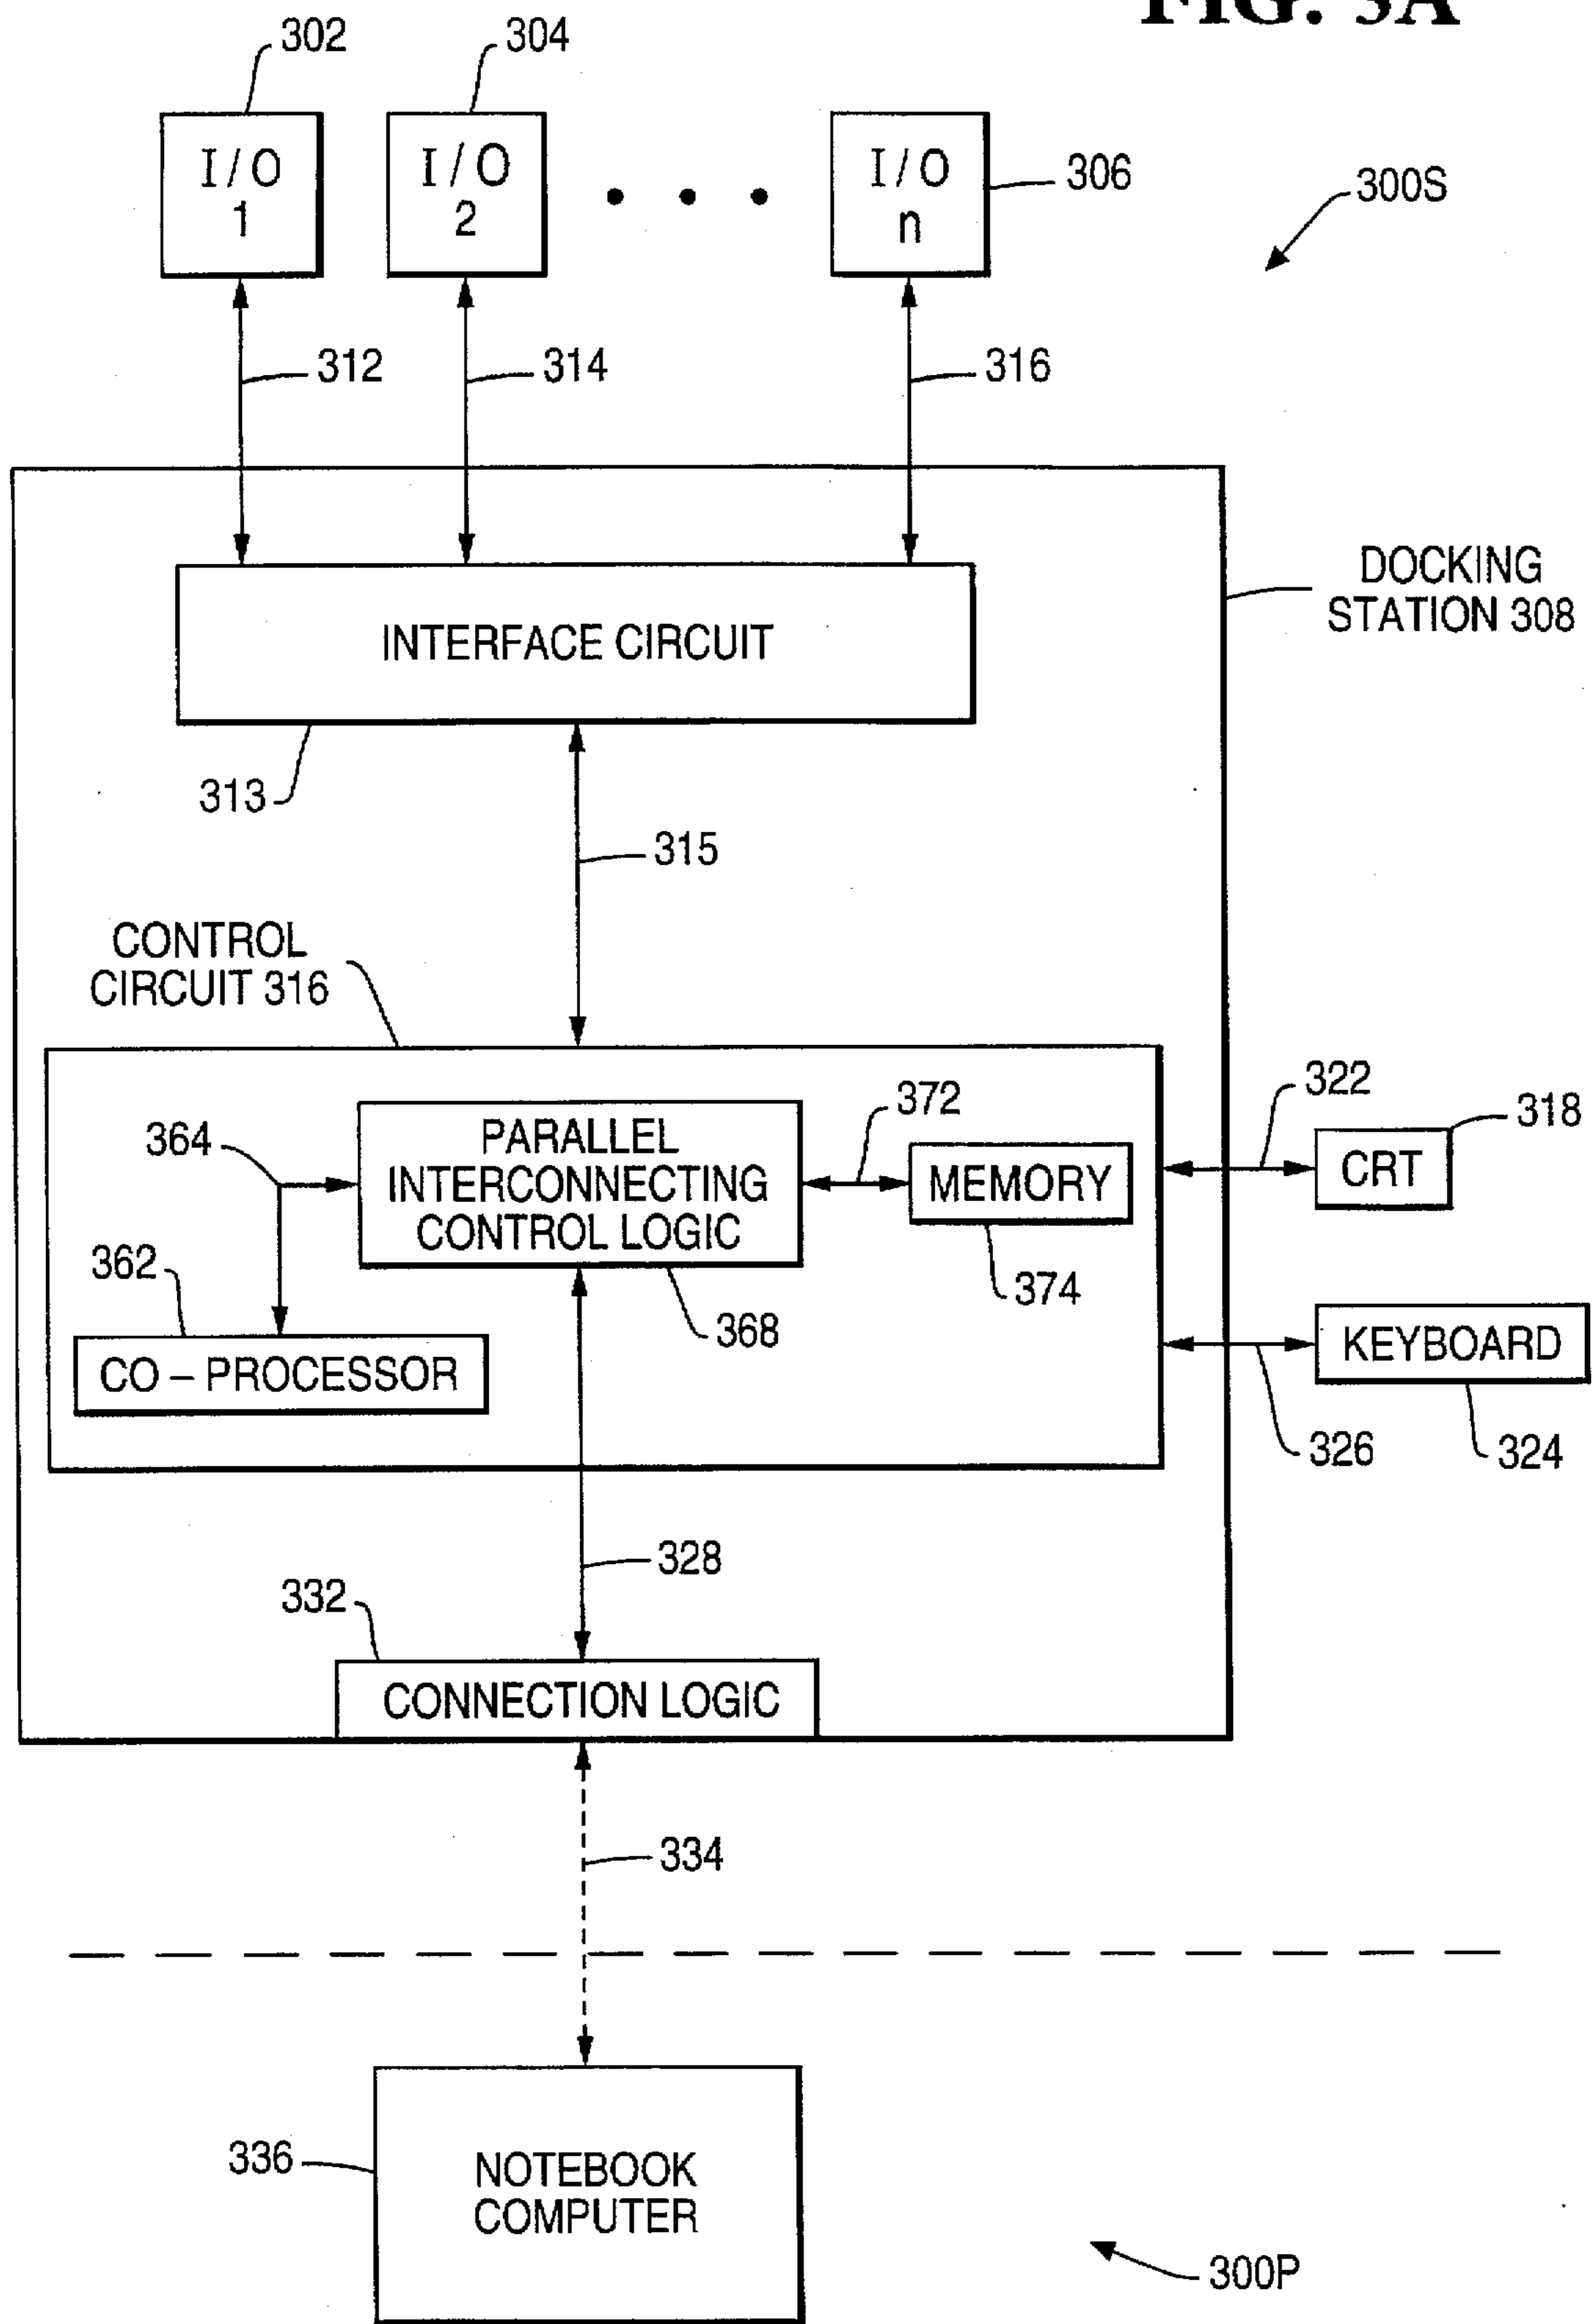 FIG. 3A
302
304
I/O
1
I/O
2
I/O
n
306
300S
312
314
316
DOCKING
STATION 308
INTERFACE CIRCUIT
313
315
CONTROL
CIRCUIT 316
322
318
CRT
364
PARALLEL
INTERCONNECTING
CONTROL LOGIC
372
MEMORY
374
362
368
CO – PROCESSOR
KEYBOARD
326
324
328
332
CONNECTION LOGIC
334
336
NOTEBOOK
COMPUTER
300P